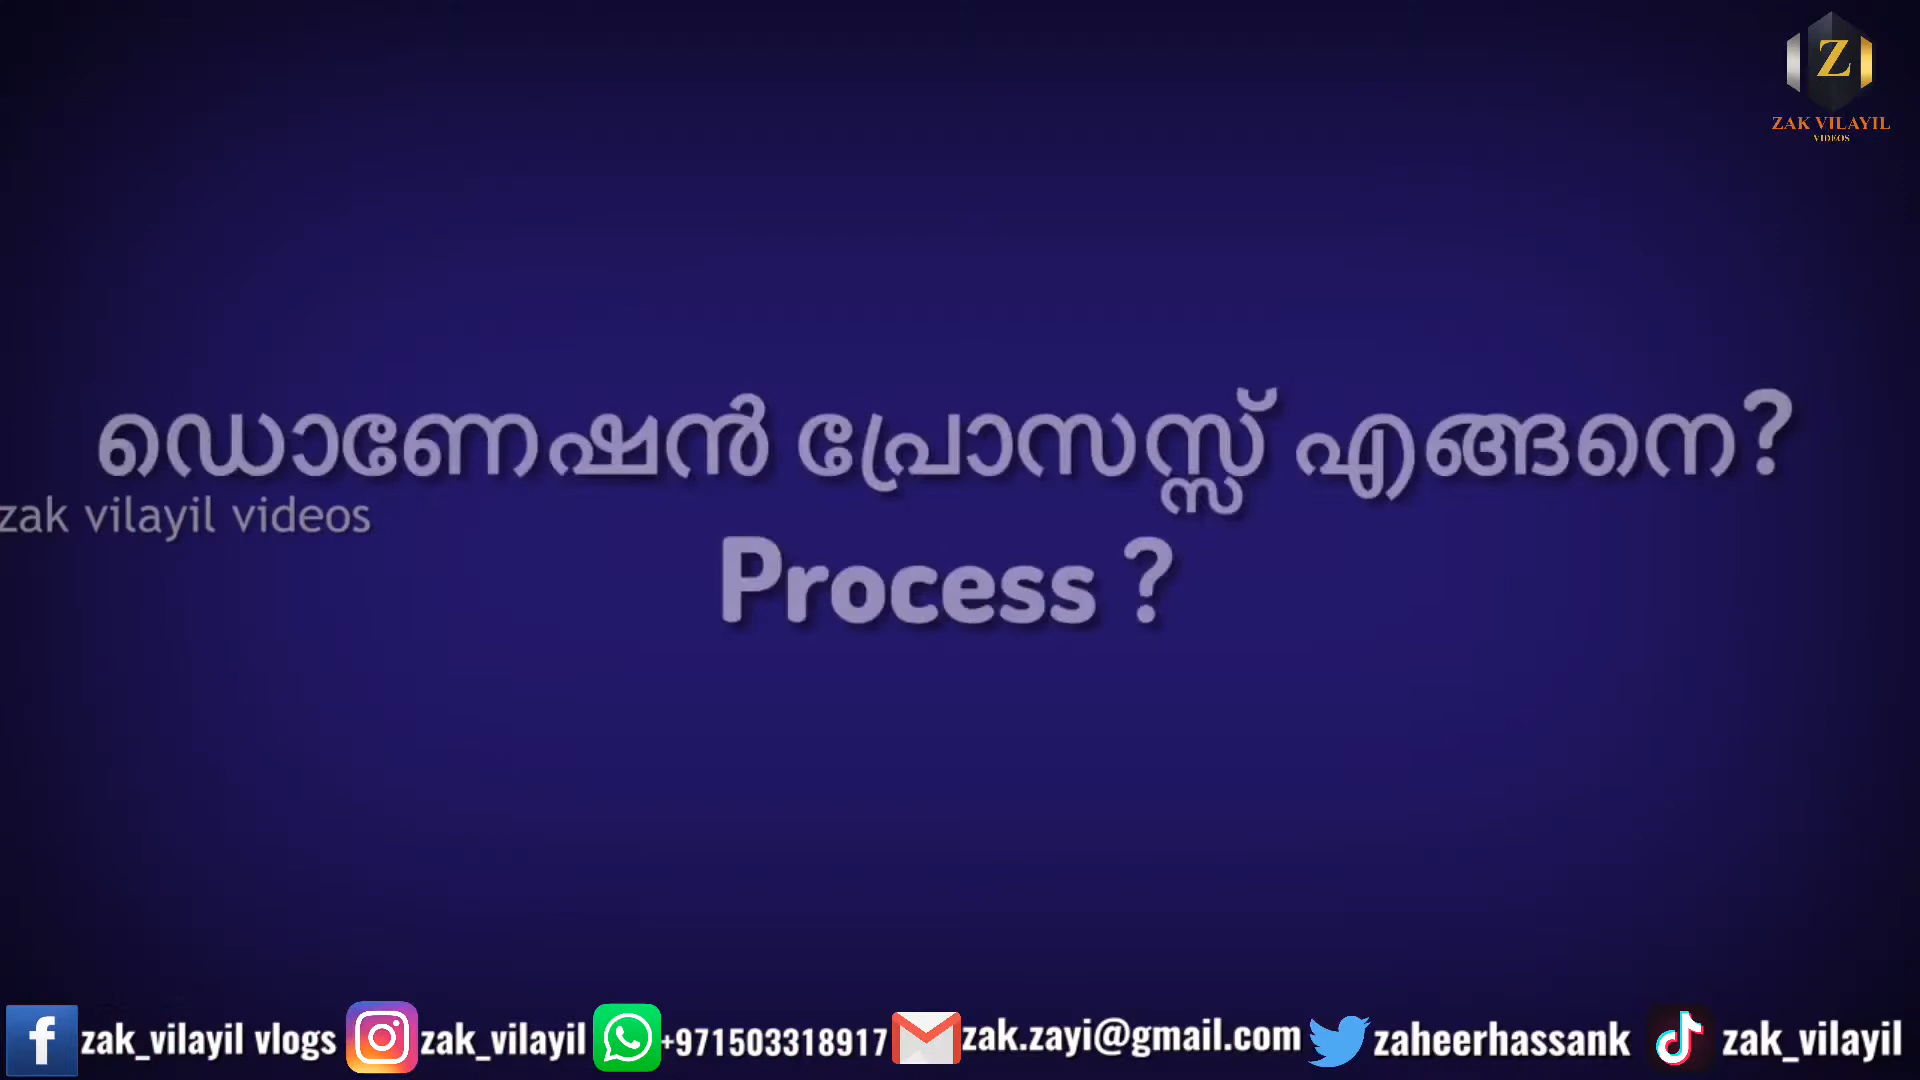 Z
ZAK VILAYIL
VIDEOS
ഡൊണേഷൻ പ്രോസസ്സ് എങ്ങനെ?
zak vilayil videos
Process ?
zak_vilayil vlogs zak_vilayil +971503318917 zak.zayi@gmail.com zaheerhassank zak_vilayil